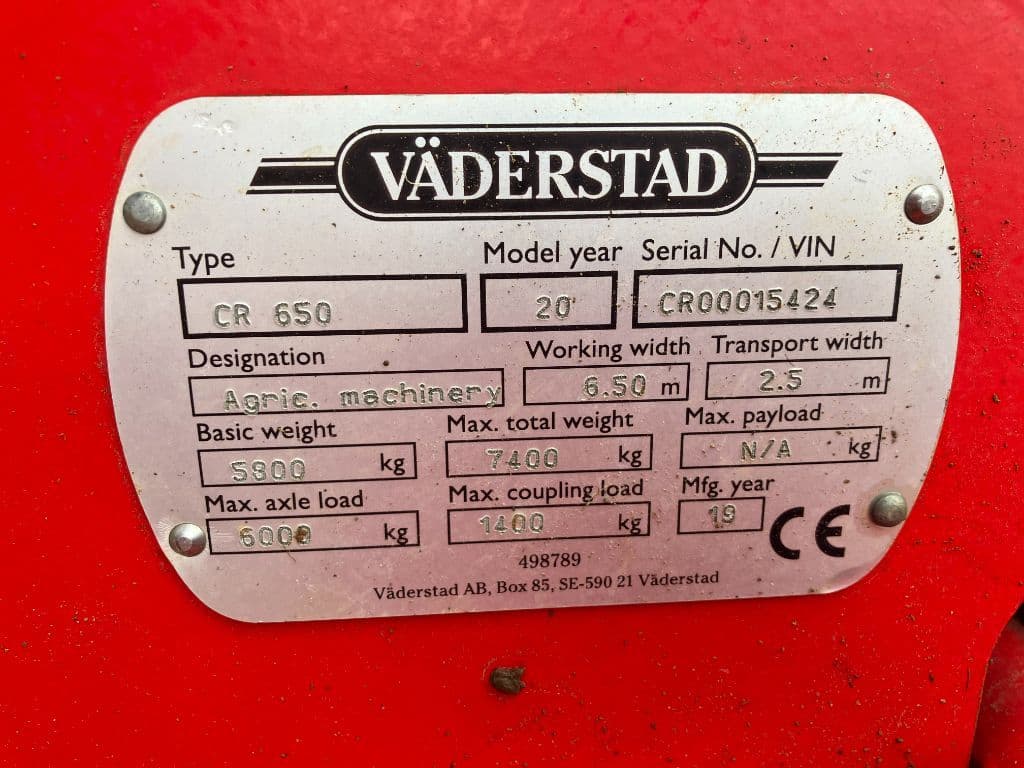 VÄDERSTAD
Type Model year Serial No. / VIN
CR 650 20 CR00015424
Designation Working width Transport width
Agric. machinery 6.50 m 2.5 m
Basic weight Max. total weight Max. payload
5800 kg 7400 kg N/A kg
Max. axle load Max. coupling load Mfg. year
6000 kg 1400 kg 19 CE
498789
Väderstad AB, Box 85, SE-590 21 Väderstad